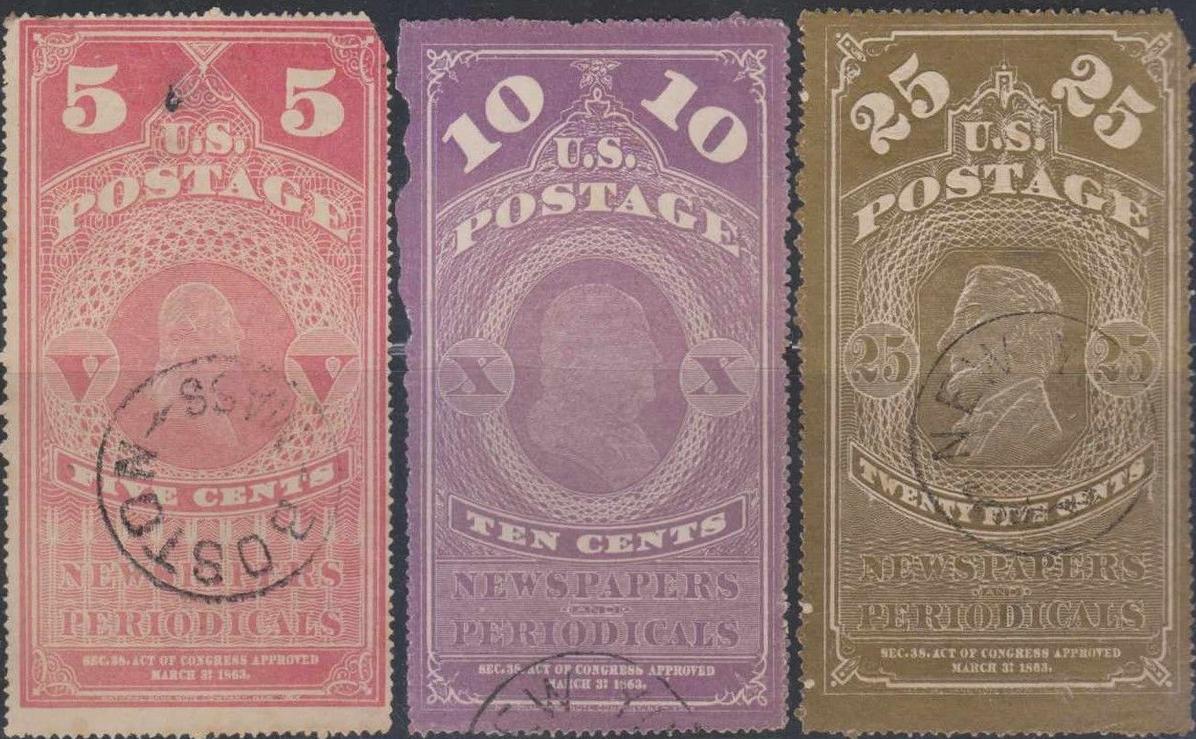 5 5
U.S.
POSTAGE
V V
FIVE CENTS
NEWSPAPERS
PERIODICALS
SEC. 38. ACT OF CONGRESS APPROVED
MARCH 3? 1863.
BOSTON MASS
10 10
U.S.
POSTAGE
X X
TEN CENTS
NEWSPAPERS
AND
PERIODICALS
SEC. 38. ACT OF CONGRESS APPROVED
MARCH 3? 1863.
EW
25 25
U.S.
POSTAGE
25 25
TWENTY FIVE CENTS
NEWSPAPERS
AND
PERIODICALS
SEC. 38. ACT OF CONGRESS APPROVED
MARCH 3? 1863.
NEW